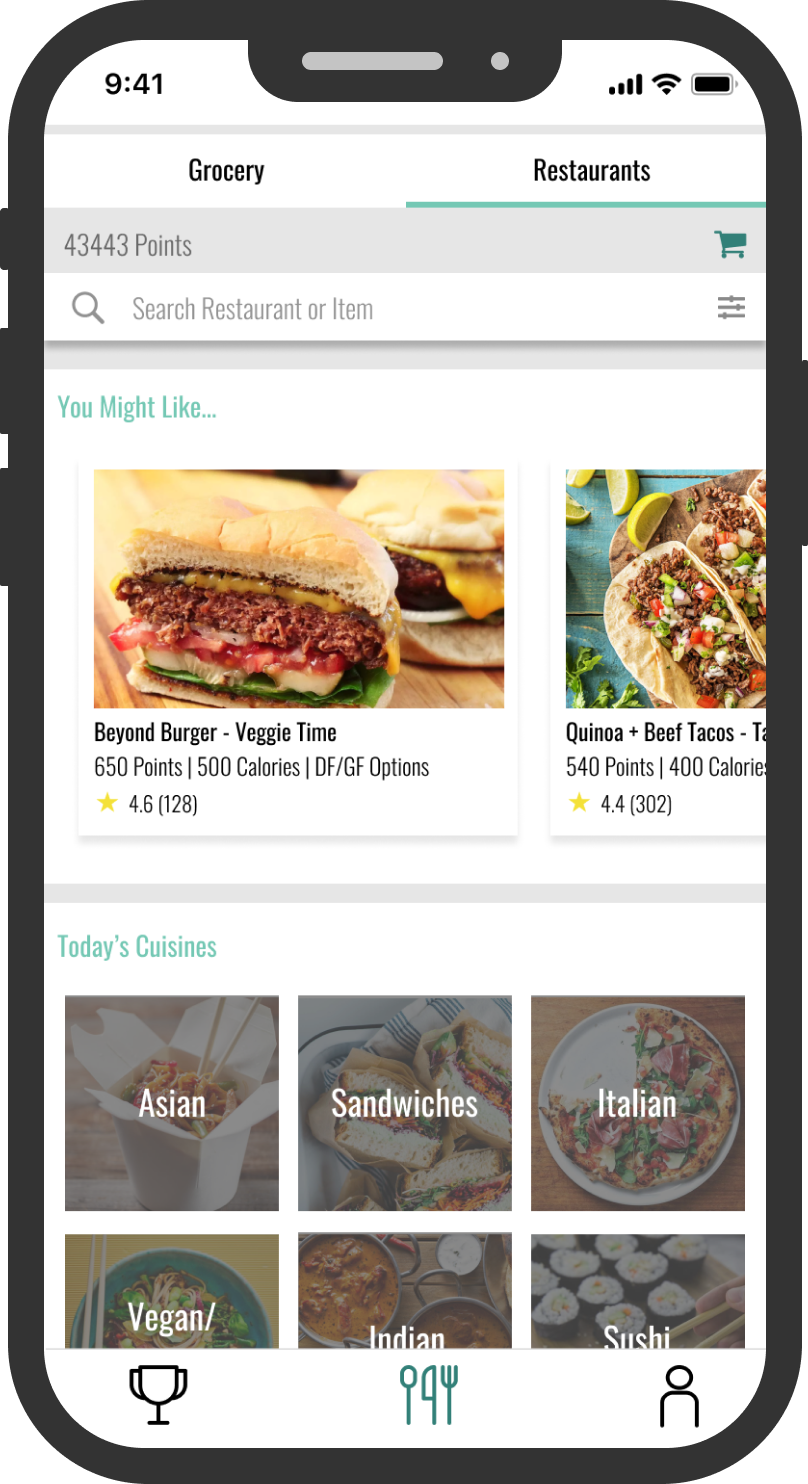 9:41
Grocery
Restaurants
43443 Points
Search Restaurant or Item
You Might Like...
Beyond Burger - Veggie Time
650 Points | 500 Calories | DF/GF Options
★ 4.6 (128)
Quinoa + Beef Tacos -
540 Points | 400 Calories
★ 4.4 (302)
Today's Cuisines
Asian
Sandwiches
Italian
Vegan/
Indian
Sushi